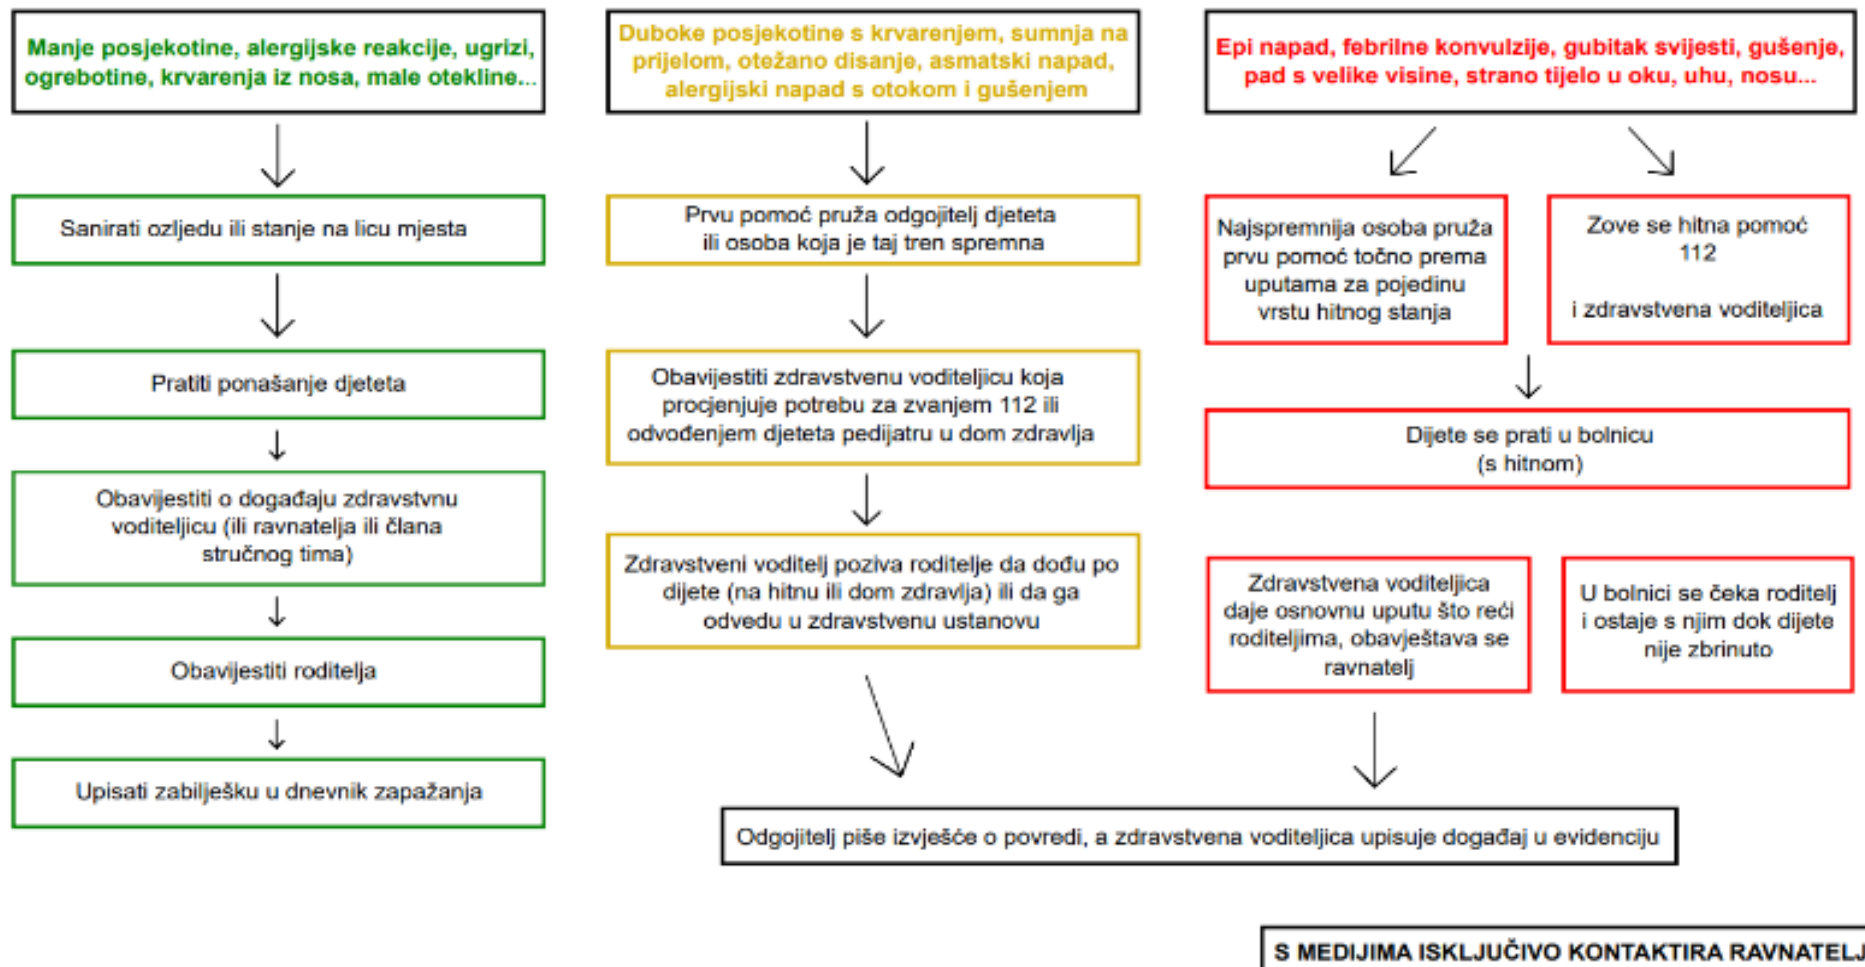 Manje posjekotine, alergijske reakcije, ugrizi,
ogrebotine, krvarenja iz nosa, male otekline...
Sanirati ozljedu ili stanje na licu mjesta
Pratiti ponašanje djeteta
Obavijestiti o događaju zdravstvnu
voditeljicu (ili ravnatelja ili člana
stručnog tima)
Obavijestiti roditelja
Upisati zabilješku u dnevnik zapažanja
Duboke posjekotine s krvarenjem, sumnja na
prijelom, otežano disanje, asmatski napad,
alergijski napad s otokom i gušenjem
Prvu pomoć pruža odgojitelj djeteta
ili osoba koja je taj tren spremna
Obavijestiti zdravstvenu voditeljicu koja
procjenjuje potrebu za zvanjem 112 ili
odvođenjem djeteta pedijatru u dom zdravlja
Zdravstveni voditelj poziva roditelje da dođu po
dijete (na hitnu ili dom zdravlja) ili da ga
odvedu u zdravstvenu ustanovu
Epi napad, febrilne konvulzije, gubitak svijesti, gušenje,
pad s velike visine, strano tijelo u oku, uhu, nosu...
Najspremnija osoba pruža
prvu pomoć točno prema
uputama za pojedinu
vrstu hitnog stanja
Zove se hitna pomoć
112
i zdravstvena voditeljica
Dijete se prati u bolnicu
(s hitnom)
Zdravstvena voditeljica
daje osnovnu uputu što reći
roditeljima, obavještava se
ravnatelj
U bolnici se čeka roditelj
i ostaje s njim dok dijete
nije zbrinuto
Odgojitelj piše izvješće o povredi, a zdravstvena voditeljica upisuje događaj u evidenciju
S MEDIJIMA ISKLJUČIVO KONTAKTIRA RAVNATELJ